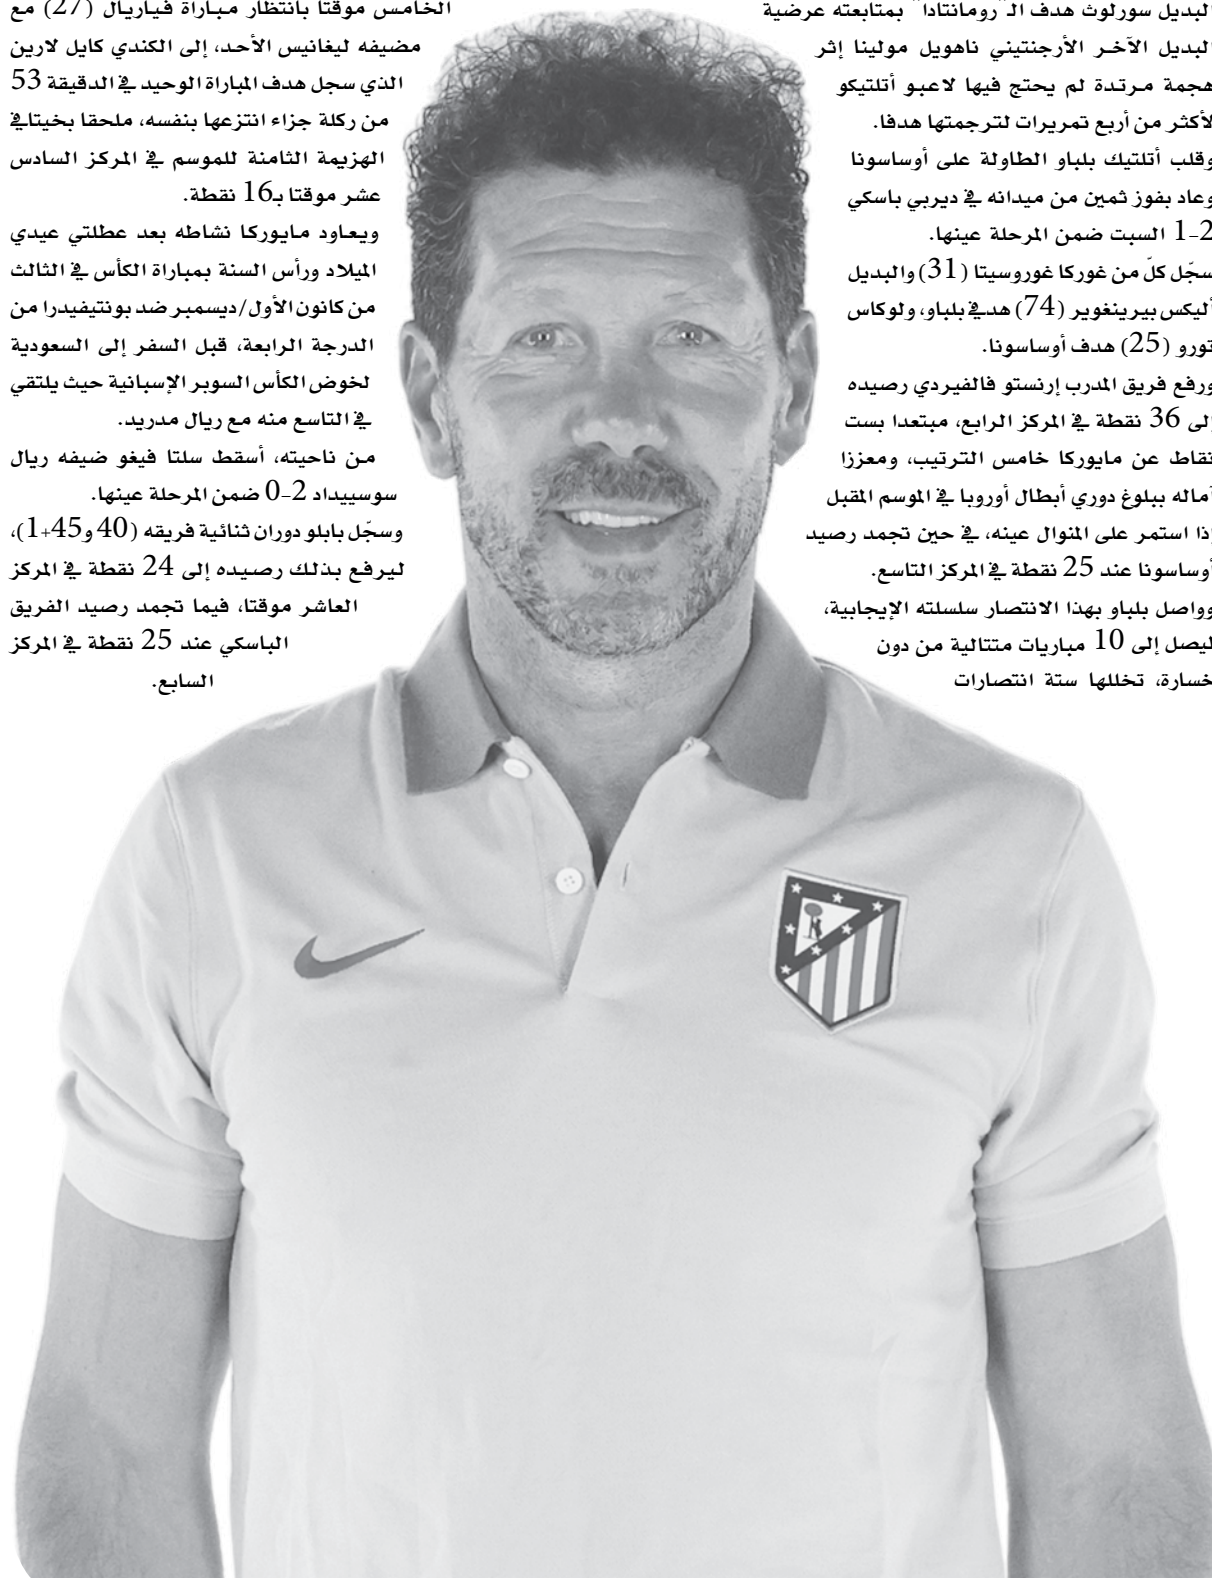 البديل سورلوث هدف الـ"رومانتادا" بمتابعته عرضية
البديل الآخر الأرجنتيني ناهويل مولينا إثر
هجمة مرتدة لم يحتج فيها لاعبو أتلتيكو
لأكثر من أربع تمريرات لترجمتها هدفا.
وقلب أتلتيك بلباو الطاولة على أوساسونا
وعاد بفوز ثمين من ميدانه في ديربي باسكي
2-1 السبت ضمن المرحلة عينها.
سجّل كلّ من غوركا غوروسيتا (31) والبديل
أليكس بيرينغوير (74) هدفي بلباو، ولوكاس
تورو (25) هدف أوساسونا.
ورفع فريق المدرب إرنستو فالفيردي رصيده
إلى 36 نقطة في المركز الرابع، مبتعدا بست
نقاط عن مايوركا خامس الترتيب، ومعززا
آماله ببلوغ دوري أبطال أوروبا في الموسم المقبل
إذا استمر على المنوال عينه، في حين تجمد رصيد
أوساسونا عند 25 نقطة في المركز التاسع.
وواصل بلباو بهذا الانتصار سلسلته الإيجابية،
ليصل إلى 10 مباريات متتالية من دون
خسارة، تخللها ستة انتصارات
الخامس موقتا بانتظار مباراة فياريال (27) مع
مضيفه ليغانيس الأحد، إلى الكندي كايل لارين
الذي سجل هدف المباراة الوحيد في الدقيقة 53
من ركلة جزاء انتزعها بنفسه، ملحقا بخيتافي
الهزيمة الثامنة للموسم في المركز السادس
عشر موقتا بـ16 نقطة.
ويعاود مايوركا نشاطه بعد عطلتي عيدي
الميلاد ورأس السنة بمباراة الكأس في الثالث
من كانون الأول/ديسمبر ضد بونتيفيدرا من
الدرجة الرابعة، قبل السفر إلى السعودية
لخوض الكأس السوبر الإسبانية حيث يلتقي
في التاسع منه مع ريال مدريد.
من ناحيته، أسقط سلتا فيغو ضيفه ريال
سوسييداد 2-0 ضمن المرحلة عينها.
وسجّل بابلو دوران ثنائية فريقه (40 و45+1)،
ليرفع بذلك رصيده إلى 24 نقطة في المركز
العاشر موقتا، فيما تجمد رصيد الفريق
الباسكي عند 25 نقطة في المركز
السابع.